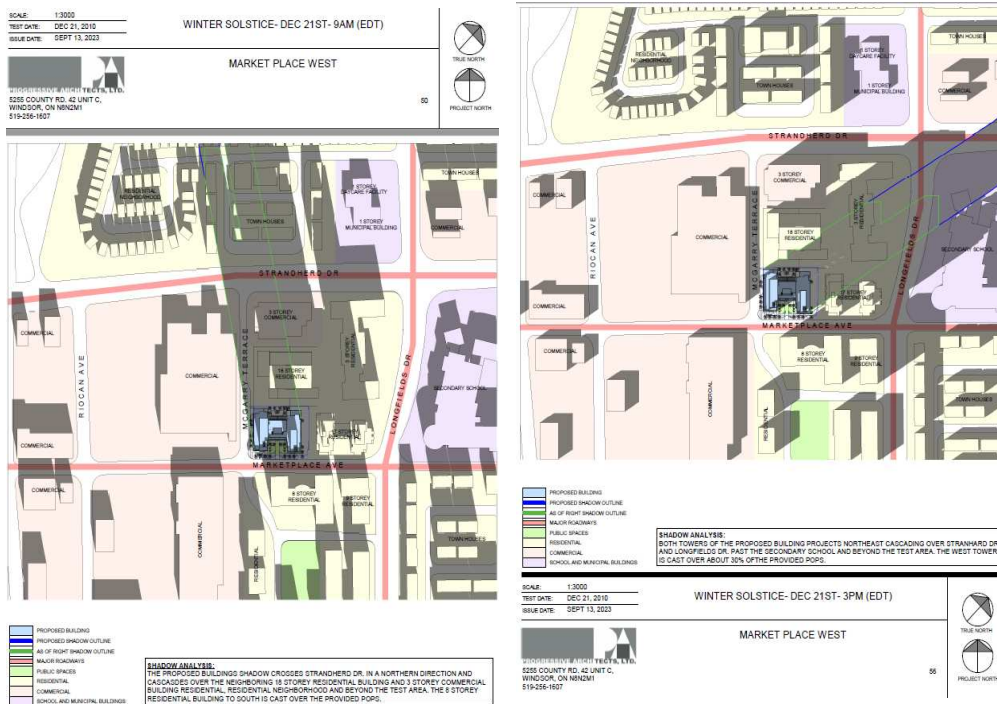 SCALE: 1:3000
TEST DATE: DEC 21, 2010
ISSUE DATE: SEPT 13, 2023
WINTER SOLSTICE- DEC 21ST- 9AM (EDT)
MARKET PLACE WEST
TRUE NORTH
PROJECT NORTH
PROGRESSIVE ARCHITECTS, LTD.
5255 COUNTY RD. 42 UNIT C,
WINDSOR, ON N8N2M1
519-256-1607
50
RESIDENTIAL
NEIGHBORHOOD
TOWN HOUSES
DAYCARE FACILITY
1 STOREY
MUNICIPAL BUILDING
TOWN HOUSES
COMMERCIAL
STRANDHERD DR
COMMERCIAL
RIOCAN AVE
COMMERCIAL
MCGARRY TERRACE
3 STOREY
COMMERCIAL
18 STOREY
RESIDENTIAL
RESIDENTIAL
LONGFIELDS DR
SECONDARY SCHOOL
COMMERCIAL
MARKETPLACE AVE
COMMERCIAL
COMMERCIAL
RESIDENTIAL
RESIDENTIAL
RESIDENTIAL
TOWN HOUSES
PROPOSED BUILDING
PROPOSED SHADOW OUTLINE
AS OF RIGHT SHADOW OUTLINE
MAJOR ROADWAYS
PUBLIC SPACES
RESIDENTIAL
COMMERCIAL
SCHOOL AND MUNICIPAL BUILDINGS
SHADOW ANALYSIS:
THE PROPOSED BUILDINGS SHADOW CROSSES STRANDHERD DR. IN A NORTHERN DIRECTION AND
CASCASDES OVER THE NEIGHBORING 18 STOREY RESIDENTIAL BUILDING AND 3 STOREY COMMERCIAL
BUILDING RESIDENTIAL, RESIDENTIAL NEIGHBORHOOD AND BEYOND THE TEST AREA. THE 8 STOREY
RESIDENTIAL BUILDING TO SOUTH IS CAST OVER THE PROVIDED POPS.
RESIDENTIAL
NEIGHBORHOOD
TOWN HOUSES
DAYCARE FACILITY
1 STOREY
MUNICIPAL BUILDING
TOWN HOUSES
COMMERCIAL
STRANDHERD DR
COMMERCIAL
RIOCAN AVE
COMMERCIAL
MCGARRY TERRACE
3 STOREY
COMMERCIAL
18 STOREY
RESIDENTIAL
RESIDENTIAL
LONGFIELDS DR
SECONDARY SCHOOL
COMMERCIAL
MARKETPLACE AVE
COMMERCIAL
8 STOREY
RESIDENTIAL
RESIDENTIAL
COMMERCIAL
RESIDENTIAL
TOWN HOUSES
PROPOSED BUILDING
PROPOSED SHADOW OUTLINE
AS OF RIGHT SHADOW OUTLINE
MAJOR ROADWAYS
PUBLIC SPACES
RESIDENTIAL
COMMERCIAL
SCHOOL AND MUNICIPAL BUILDINGS
SHADOW ANALYSIS:
BOTH TOWERS OF THE PROPOSED BUILDING PROJECTS NORTHEAST CASCADING OVER STRANHARD DR
AND LONGFIELDS DR. PAST THE SECONDARY SCHOOL AND BEYOND THE TEST AREA. THE WEST TOWER
IS CAST OVER ABOUT 30% OFTHE PROVIDED POPS.
SCALE: 1:3000
TEST DATE: DEC 21, 2010
ISSUE DATE: SEPT 13, 2023
WINTER SOLSTICE- DEC 21ST- 3PM (EDT)
MARKET PLACE WEST
TRUE NORTH
PROJECT NORTH
PROGRESSIVE ARCHITECTS, LTD.
5255 COUNTY RD. 42 UNIT C,
WINDSOR, ON N8N2M1
519-256-1607
56